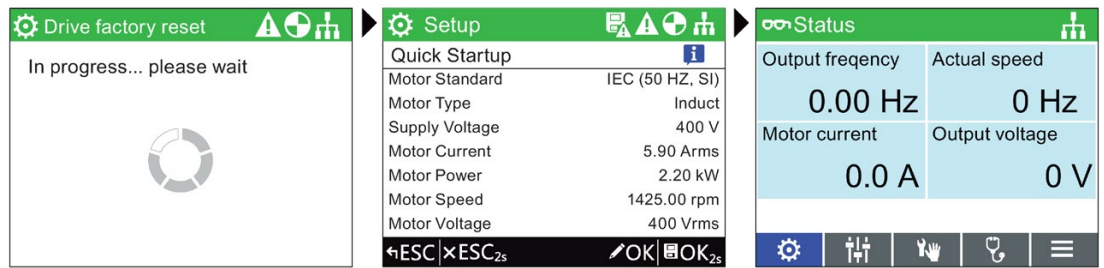 Drive factory reset
In progress... please wait
Setup
Quick Startup
Motor Standard IEC (50 HZ, SI)
Motor Type Induct
Supply Voltage 400 V
Motor Current 5.90 Arms
Motor Power 2.20 kW
Motor Speed 1425.00 rpm
Motor Voltage 400 Vrms
ESC ESC2s OK OK2s
Status
Output freqency Actual speed
0.00 Hz 0 Hz
Motor current Output voltage
0.0 A 0 V